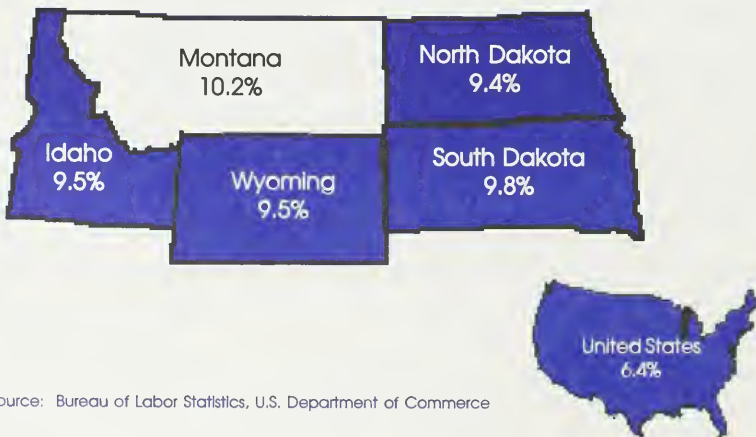 Montana
10.2%
North Dakota
9.4%
Idaho
9.5%
Wyoming
9.5%
South Dakota
9.8%
United States
6.4%
ource: Bureau of Labor Statistics, U.S. Department of Commerce